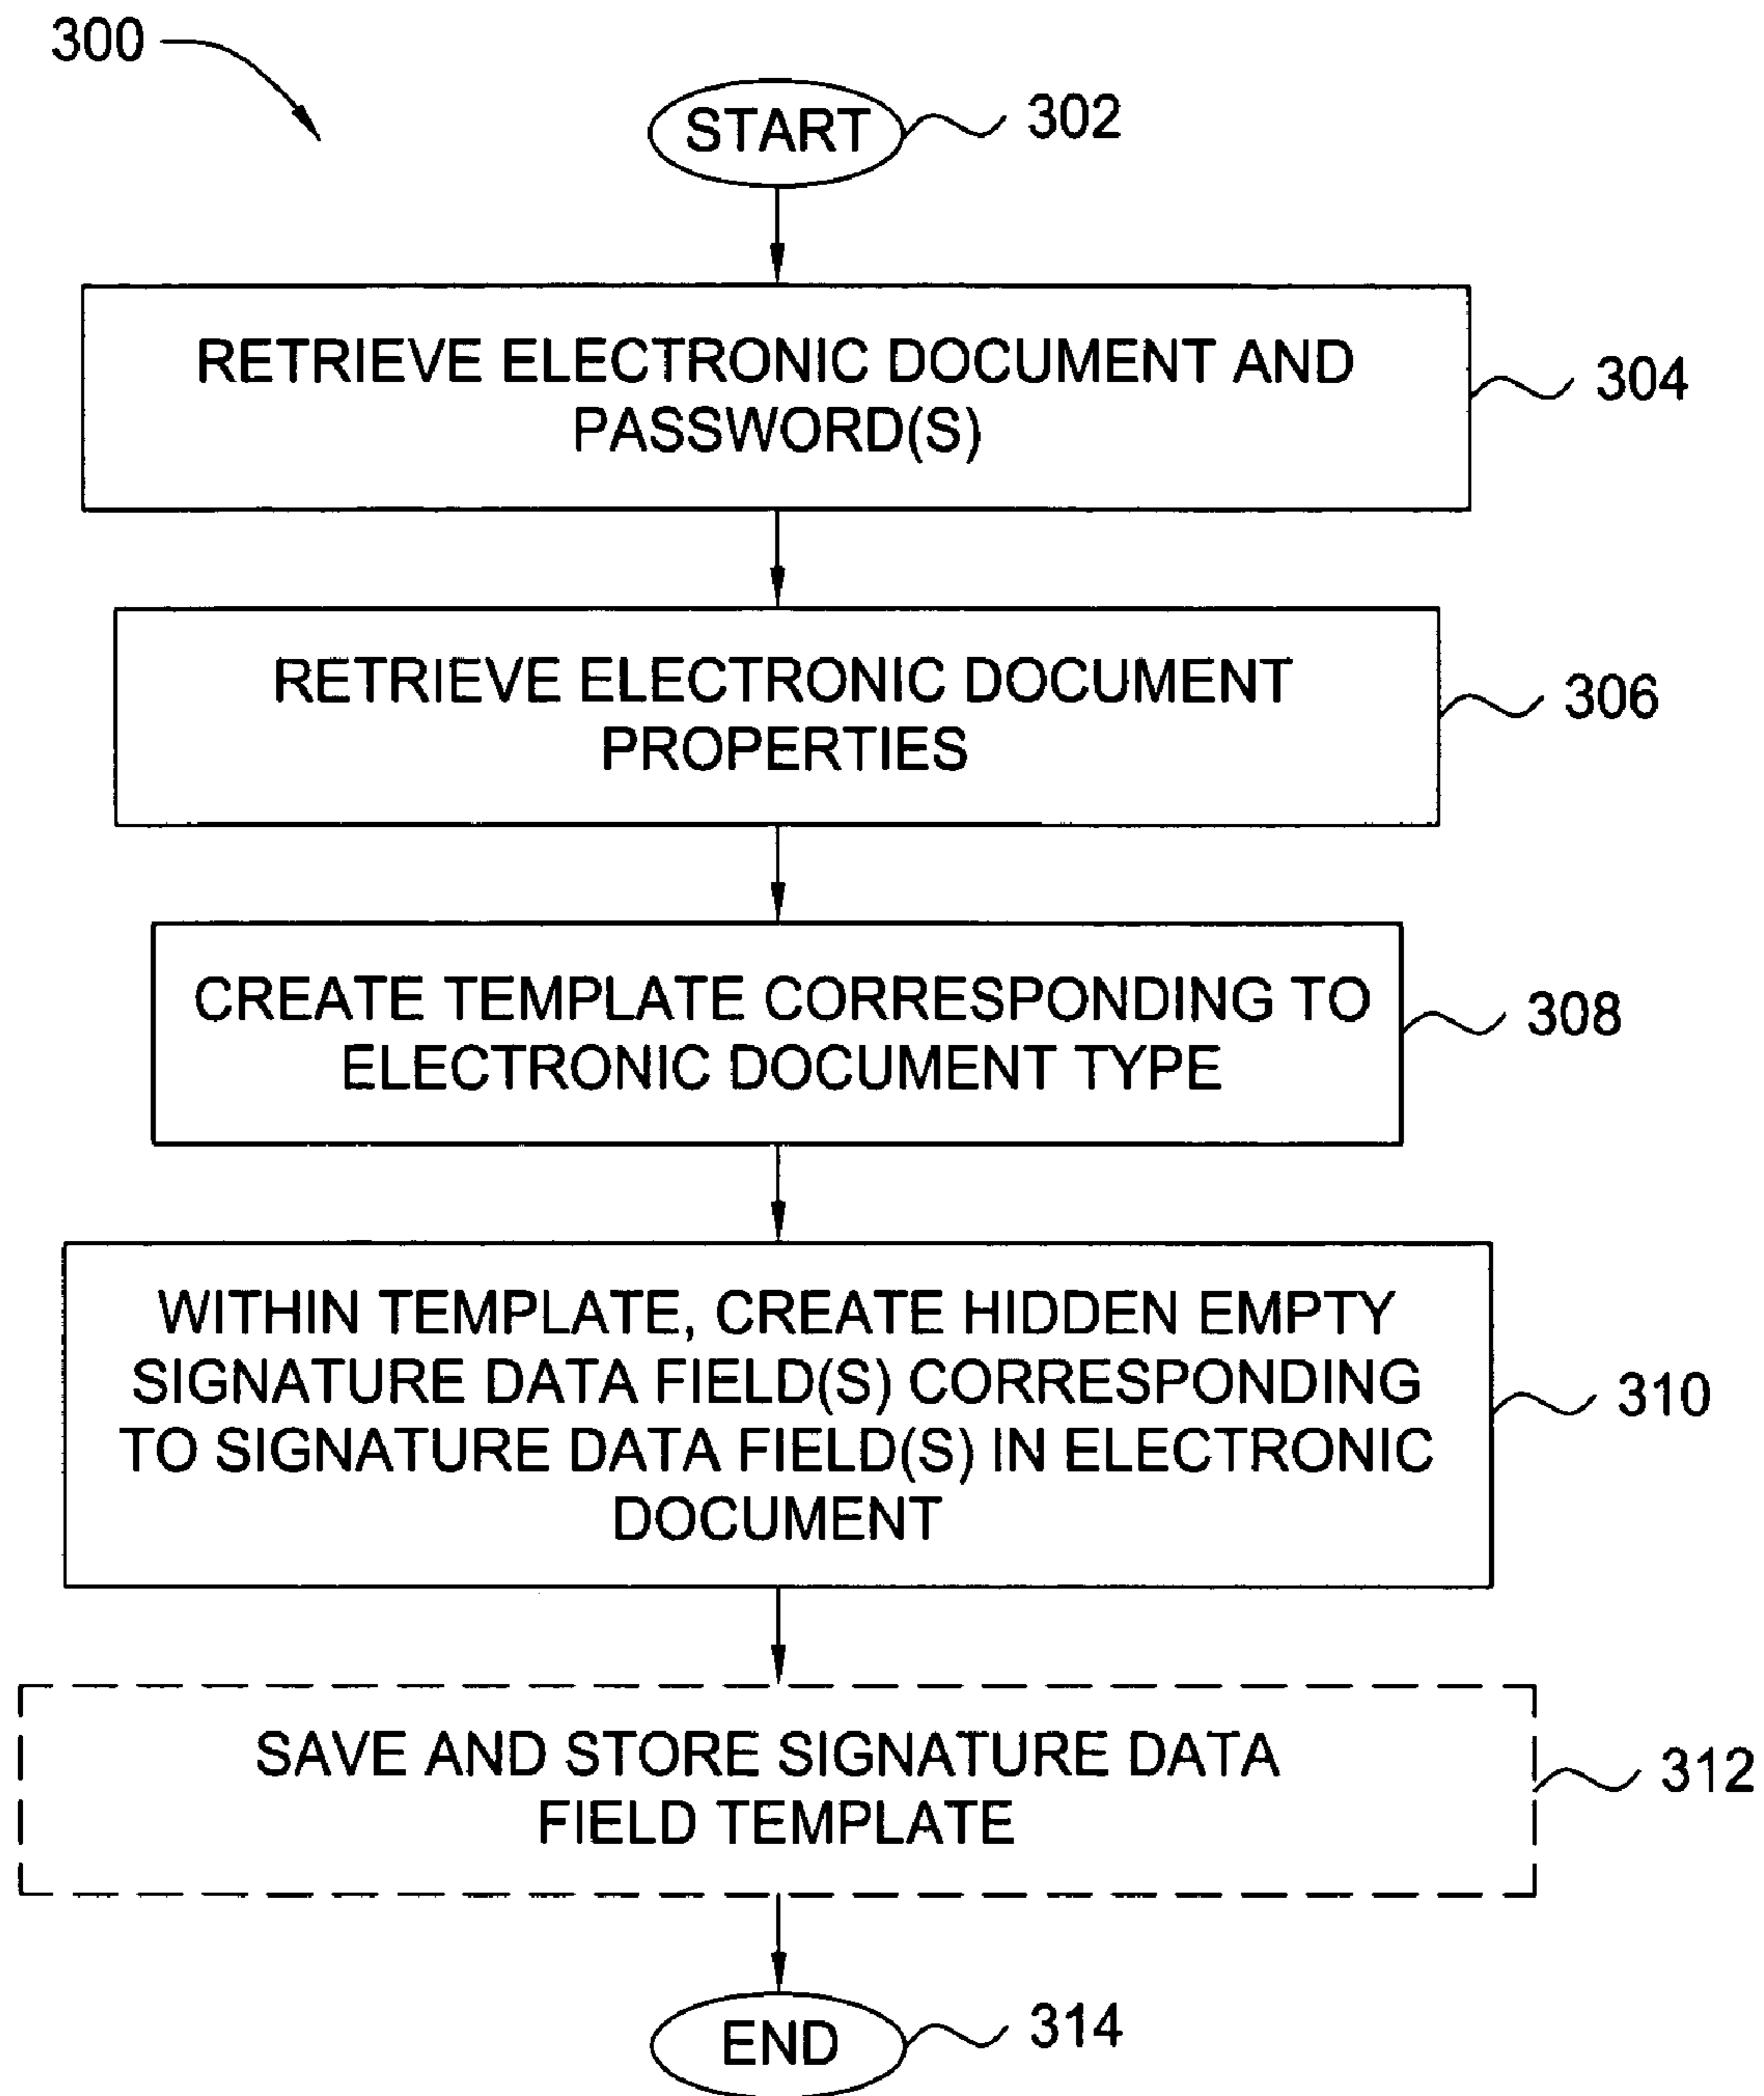 300
START
302
RETRIEVE ELECTRONIC DOCUMENT AND
PASSWORD(S)
304
RETRIEVE ELECTRONIC DOCUMENT
PROPERTIES
306
CREATE TEMPLATE CORRESPONDING TO
ELECTRONIC DOCUMENT TYPE
308
WITHIN TEMPLATE, CREATE HIDDEN EMPTY
SIGNATURE DATA FIELD(S) CORRESPONDING
TO SIGNATURE DATA FIELD(S) IN ELECTRONIC
DOCUMENT
310
SAVE AND STORE SIGNATURE DATA
FIELD TEMPLATE
312
END
314